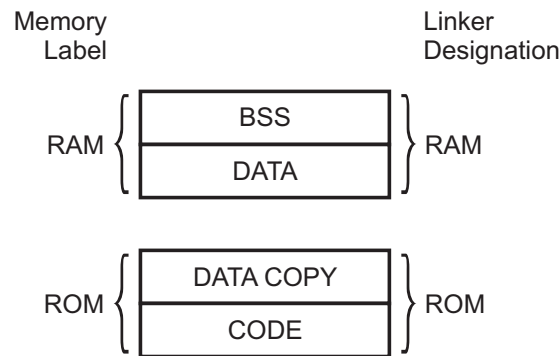 Memory Label
Linker Designation
BSS
RAM
RAM
DATA
DATA COPY
ROM
ROM
CODE